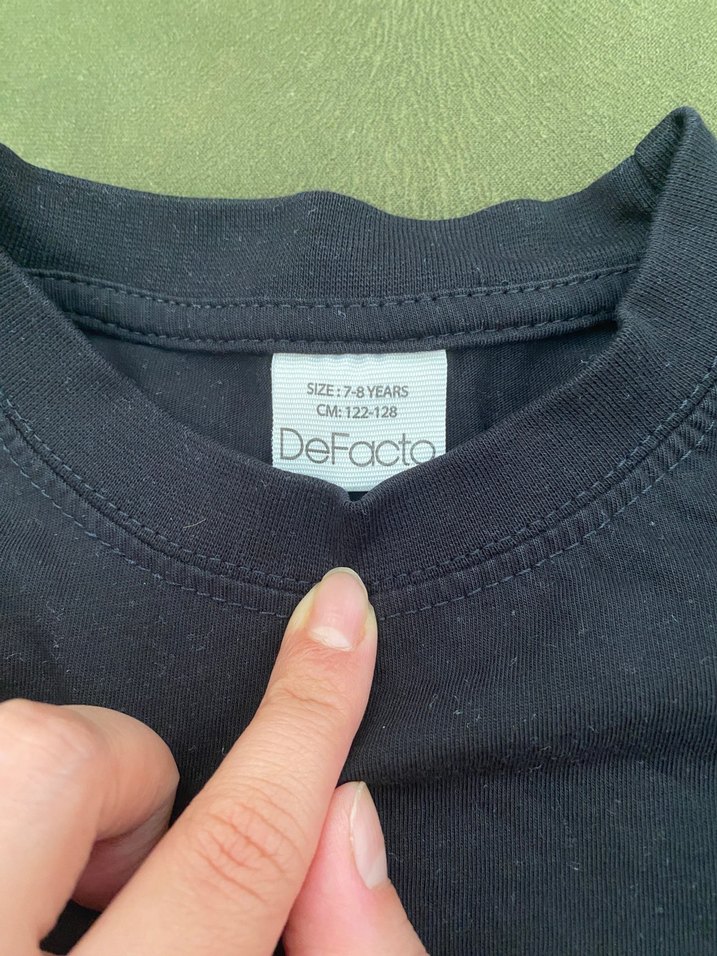 SIZE : 7-8 YEARS
CM: 122-128
DeFacto